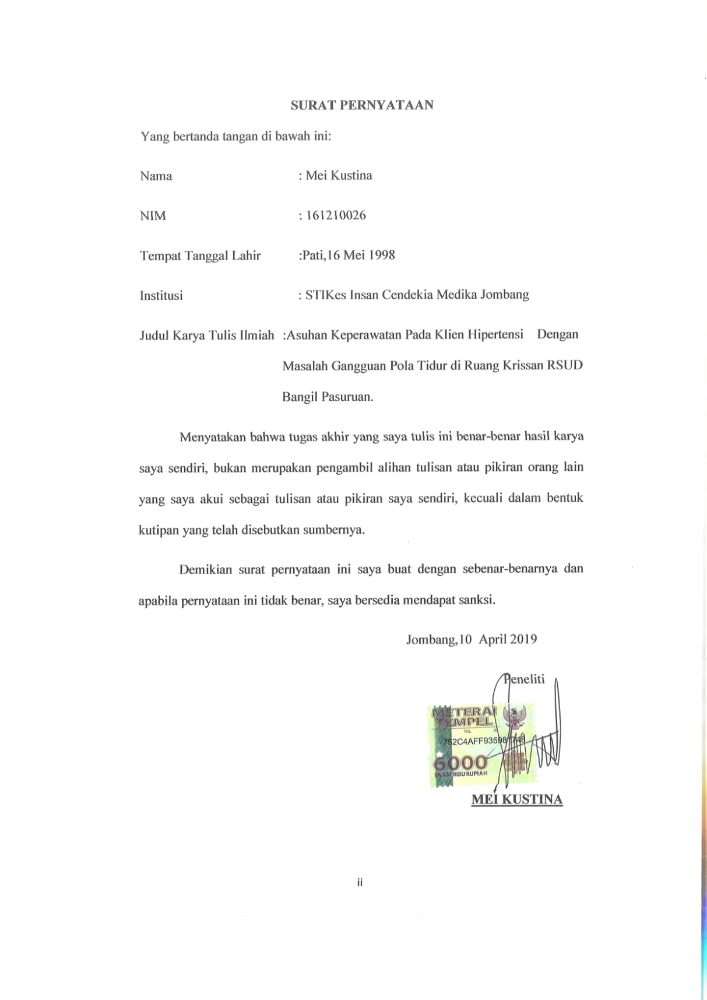 SURAT PERNYATAAN
Yang bertanda tangan di bawah ini:
Nama : Mei Kustina
NIM : 161210026
Tempat Tanggal Lahir :Pati,16 Mei 1998
Institusi : STIKes Insan Cendekia Medika Jombang
Judul Karya Tulis Ilmiah :Asuhan Keperawatan Pada Klien Hipertensi Dengan
Masalah Gangguan Pola Tidur di Ruang Krissan RSUD
Bangil Pasuruan.
Menyatakan bahwa tugas akhir yang saya tulis ini benar-benar hasil karya
saya sendiri, bukan merupakan pengambil alihan tulisan atau pikiran orang lain
yang saya akui sebagai tulisan atau pikiran saya sendiri, kecuali dalam bentuk
kutipan yang telah disebutkan sumbernya.
Demikian surat pernyataan ini saya buat dengan sebenar-benarnya dan
apabila pernyataan ini tidak benar, saya bersedia mendapat sanksi.
Jombang,10 April 2019
Peneliti
METERAI
TEMPEL
TGL. 20
752C4AFF935981748
6000
ENAM RIBU RUPIAH
MEI KUSTINA
ii